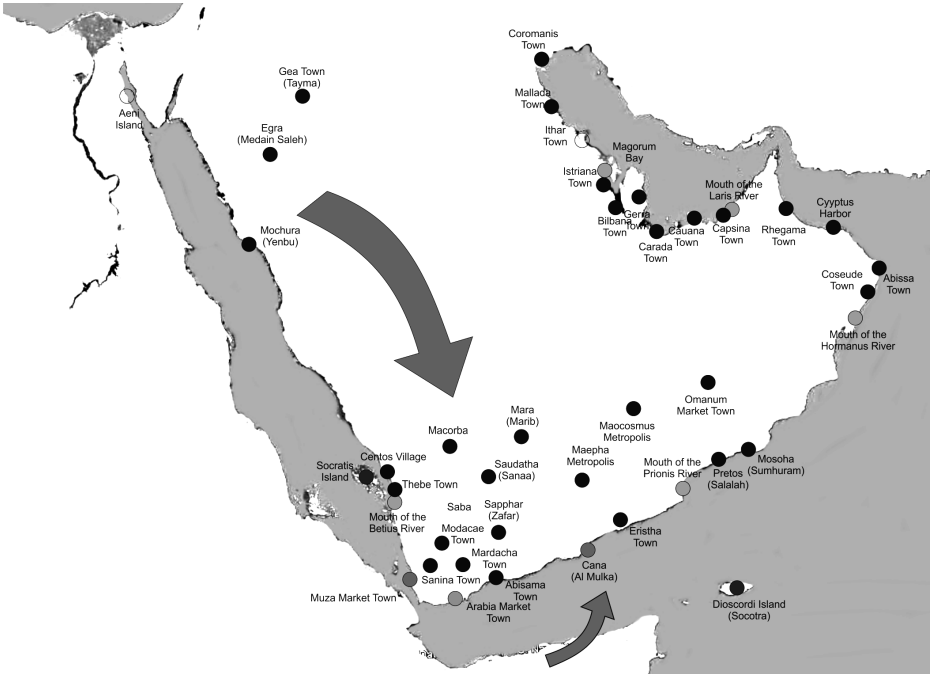 Coromanis
Town
Gea Town
(Tayma)
Mallada
Town
Aeni
Island
Egra
(Medain Saleh)
Ithar
Town
Magorum
Bay
Istriana
Town
Mouth of the
Laris River
Bilbana
Town
Gerra
Town
Cauana
Town
Capsina
Town
Carada
Town
Rhegama
Town
Cyyptus
Harbor
Mochura
(Yenbu)
Coseude
Town
Abissa
Town
Mouth of the
Hormanus River
Omanum
Market Town
Mara
(Marib)
Maocosmus
Metropolis
Macorba
Maepha
Metropolis
Centos Village
Socratis
Island
Saudatha
(Sanaa)
Mouth of the
Prionis River
Mosoha
(Sumhuram)
Pretos
(Salalah)
Thebe Town
Saba
Sapphar
(Zafar)
Mouth of the
Betius River
Modacae
Town
Eristha
Town
Mardacha
Town
Cana
(Al Mulka)
Sanina Town
Abisama
Town
Muza Market Town
Arabia Market
Town
Dioscordi Island
(Socotra)